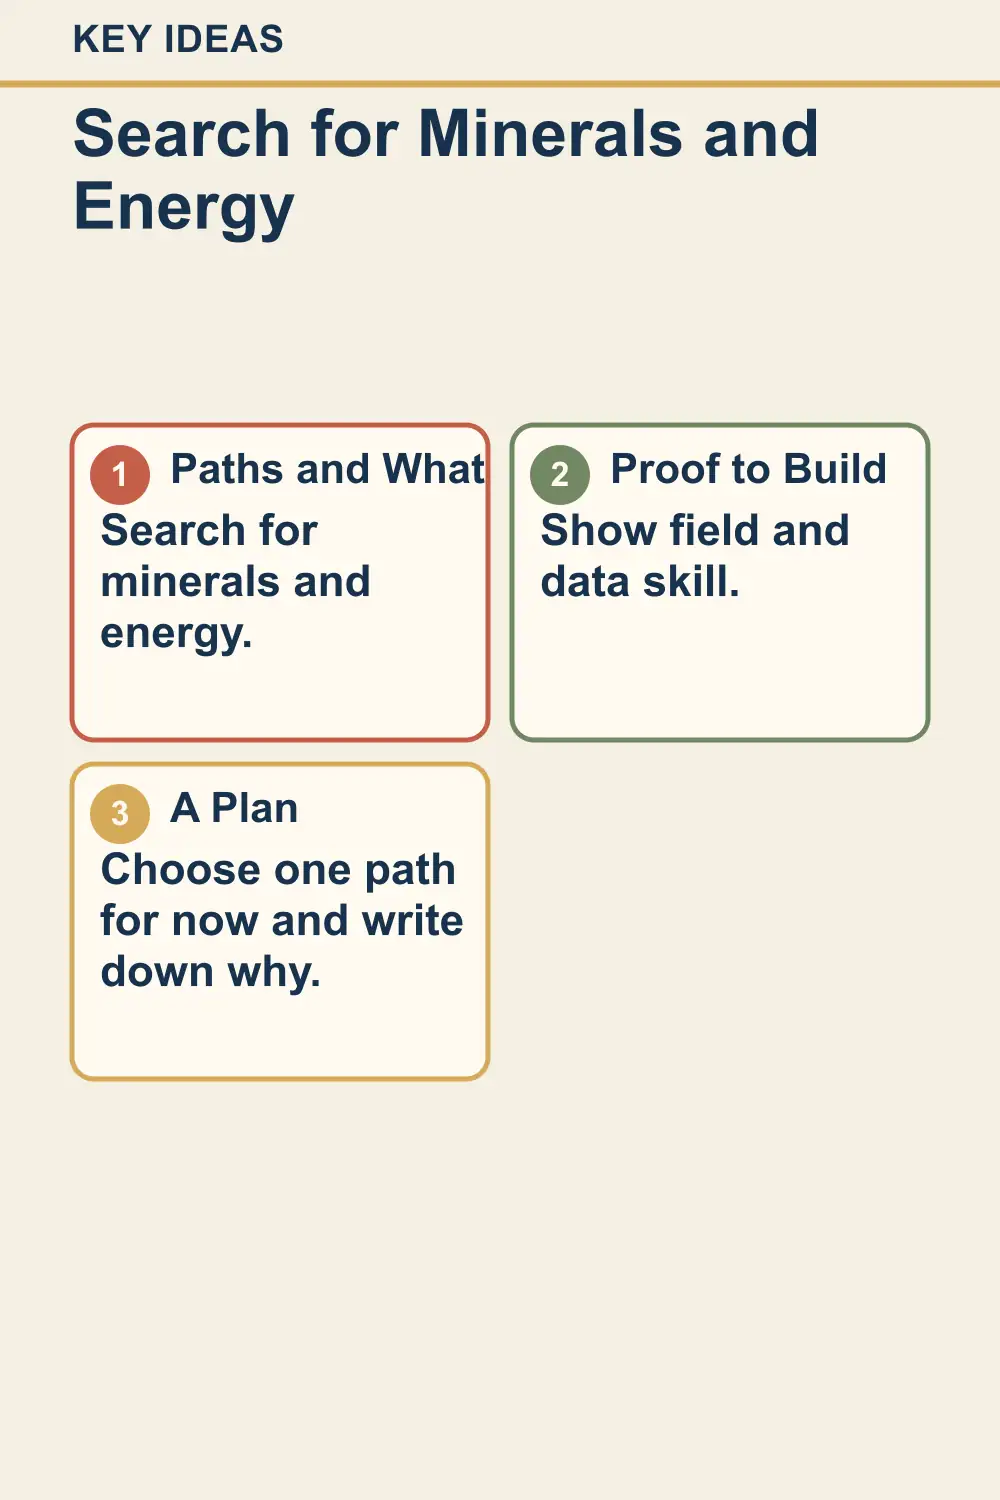 KEY IDEAS
Search for Minerals and
Energy
1
Paths and What
Search for
minerals and
energy.
2
Proof to Build
Show field and
data skill.
3
A Plan
Choose one path
for now and write
down why.